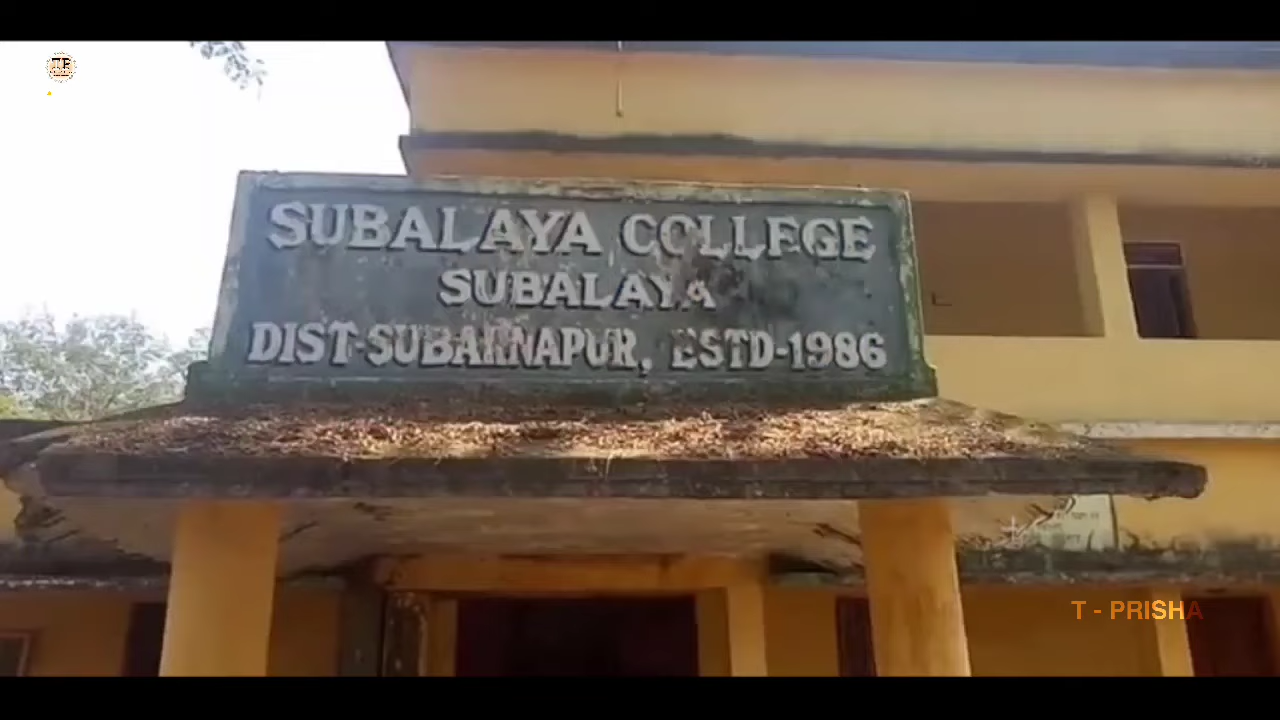 SUBALAYA COLLEGE
SUBALAYA
DIST-SUBARNAPUR, ESTD-1986
T - PRISHA